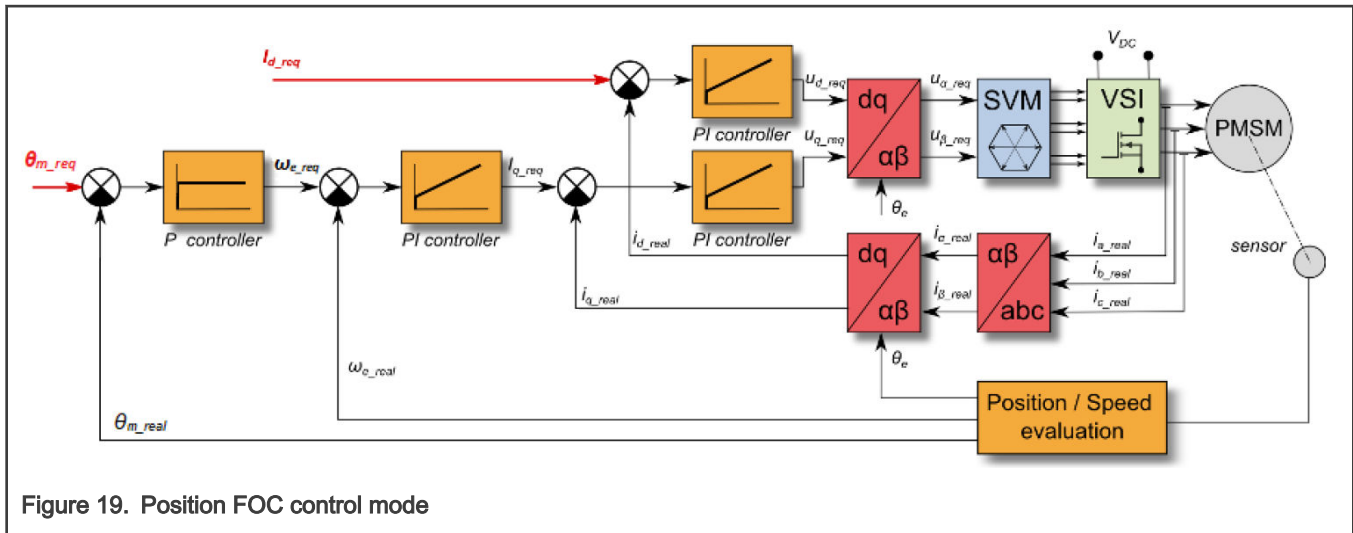 V_DC
I_d_req
u_d_req
u_α_req
dq
SVM
VSI
PMSM
PI controller
u_q_req
u_β_req
αβ
θ_m_req
ω_e_req
I_q_req
θ_e
P controller
PI controller
PI controller
i_d_real
dq
i_α_real
αβ
i_a_real
sensor
i_b_real
i_q_real
αβ
i_β_real
abc
i_c_real
θ_e
ω_e_real
Position / Speed
evaluation
θ_m_real
Figure 19. Position FOC control mode